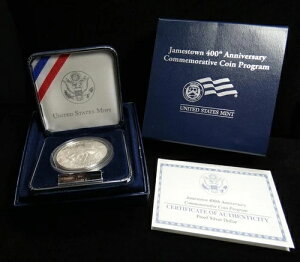 UNITED STATES MINT
Jamestown 400th Anniversary
Commemorative Coin Program
UNITED STATES MINT
Jamestown 400th Anniversary
Commemorative Coin Program
CERTIFICATE OF AUTHENTICITY
Proof Silver Dollar